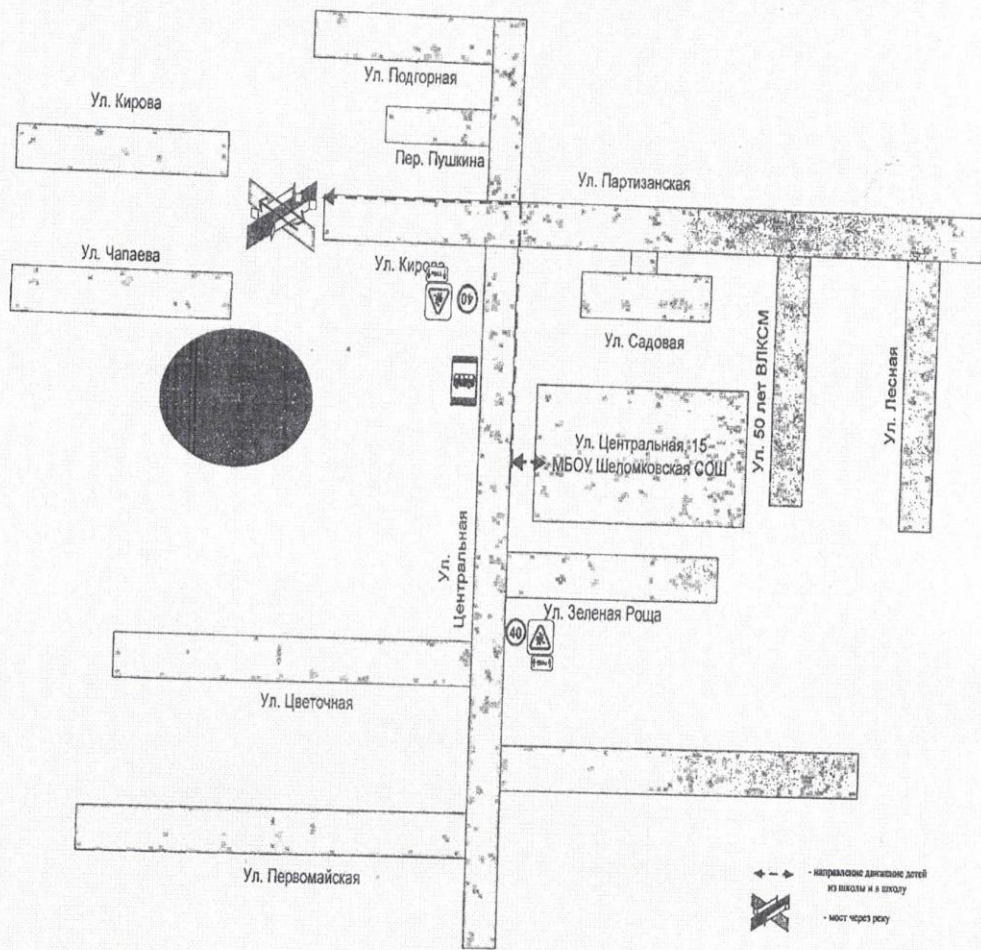 Ул. Подгорная
Ул. Кирова
Пер. Пушкина
Ул. Партизанская
Ул. Чапаева
Ул. Кирова
40
Ул. Садовая
Ул. 50 лет ВЛКСМ
Ул. Лесная
Ул. Центральная, 15
МБОУ Шеломковская СОШ
Ул.
Центральная
Ул. Зеленая Роща
40
Ул. Цветочная
Ул. Первомайская
- направление движение детей
из школы и в школу
- мост через реку